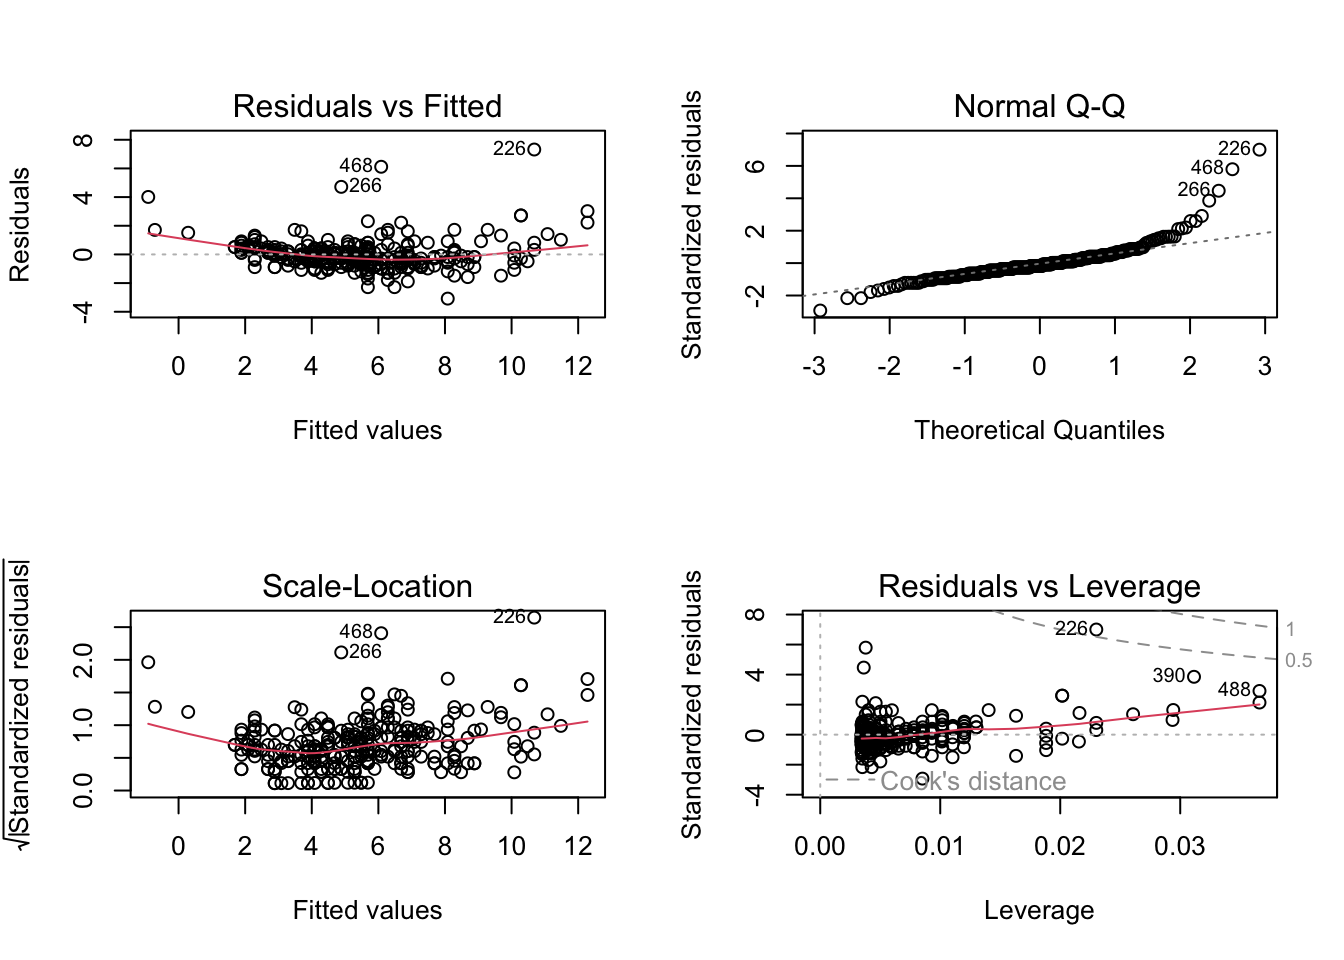 Residuals vs Fitted
Residuals
8
4
0
-4
226
468
266
0 2 4 6 8 10 12
Fitted values
Normal Q-Q
Standardized residuals
6
2
-2
226
468
266
-3 -2 -1 0 1 2 3
Theoretical Quantiles
Scale-Location
√|Standardized residuals|
2.0
1.0
0.0
226
468
266
0 2 4 6 8 10 12
Fitted values
Residuals vs Leverage
Standardized residuals
8
4
0
-4
226
390
488
1
0.5
Cook's distance
0.00 0.01 0.02 0.03
Leverage